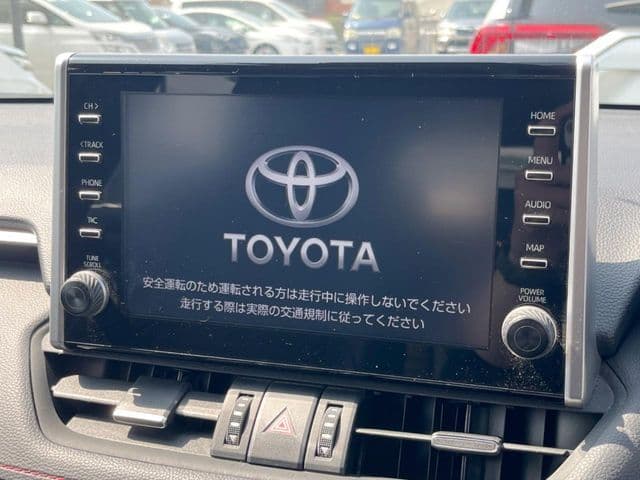 CH >
< TRACK
PHONE
TKC
TUNE
SCROLL
TOYOTA
安全運転のため運転される方は走行中に操作しないでください
走行する際は実際の交通規制に従ってください
HOME
MENU
AUDIO
MAP
POWER
VOLUME